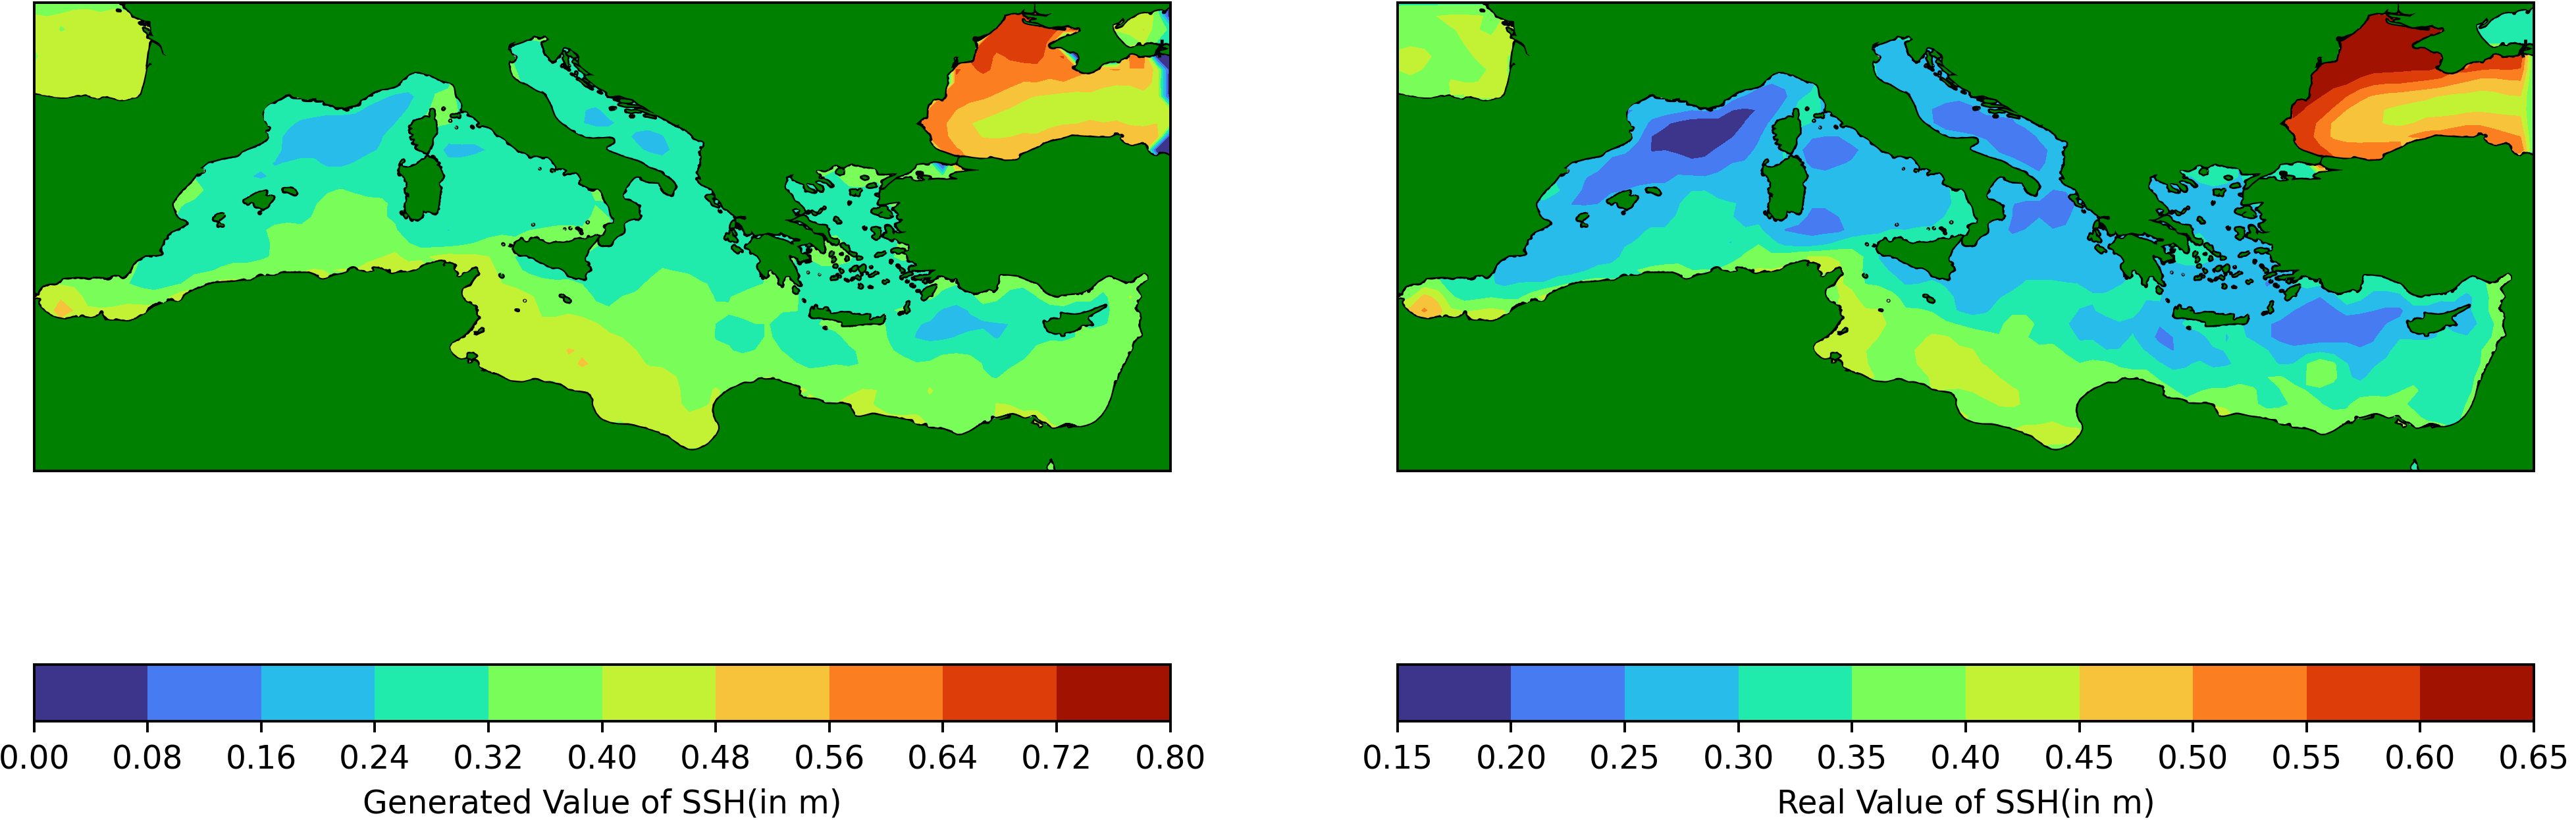 0.00 0.08 0.16 0.24 0.32 0.40 0.48 0.56 0.64 0.72 0.80
Generated Value of SSH(in m)
0.15 0.20 0.25 0.30 0.35 0.40 0.45 0.50 0.55 0.60 0.65
Real Value of SSH(in m)